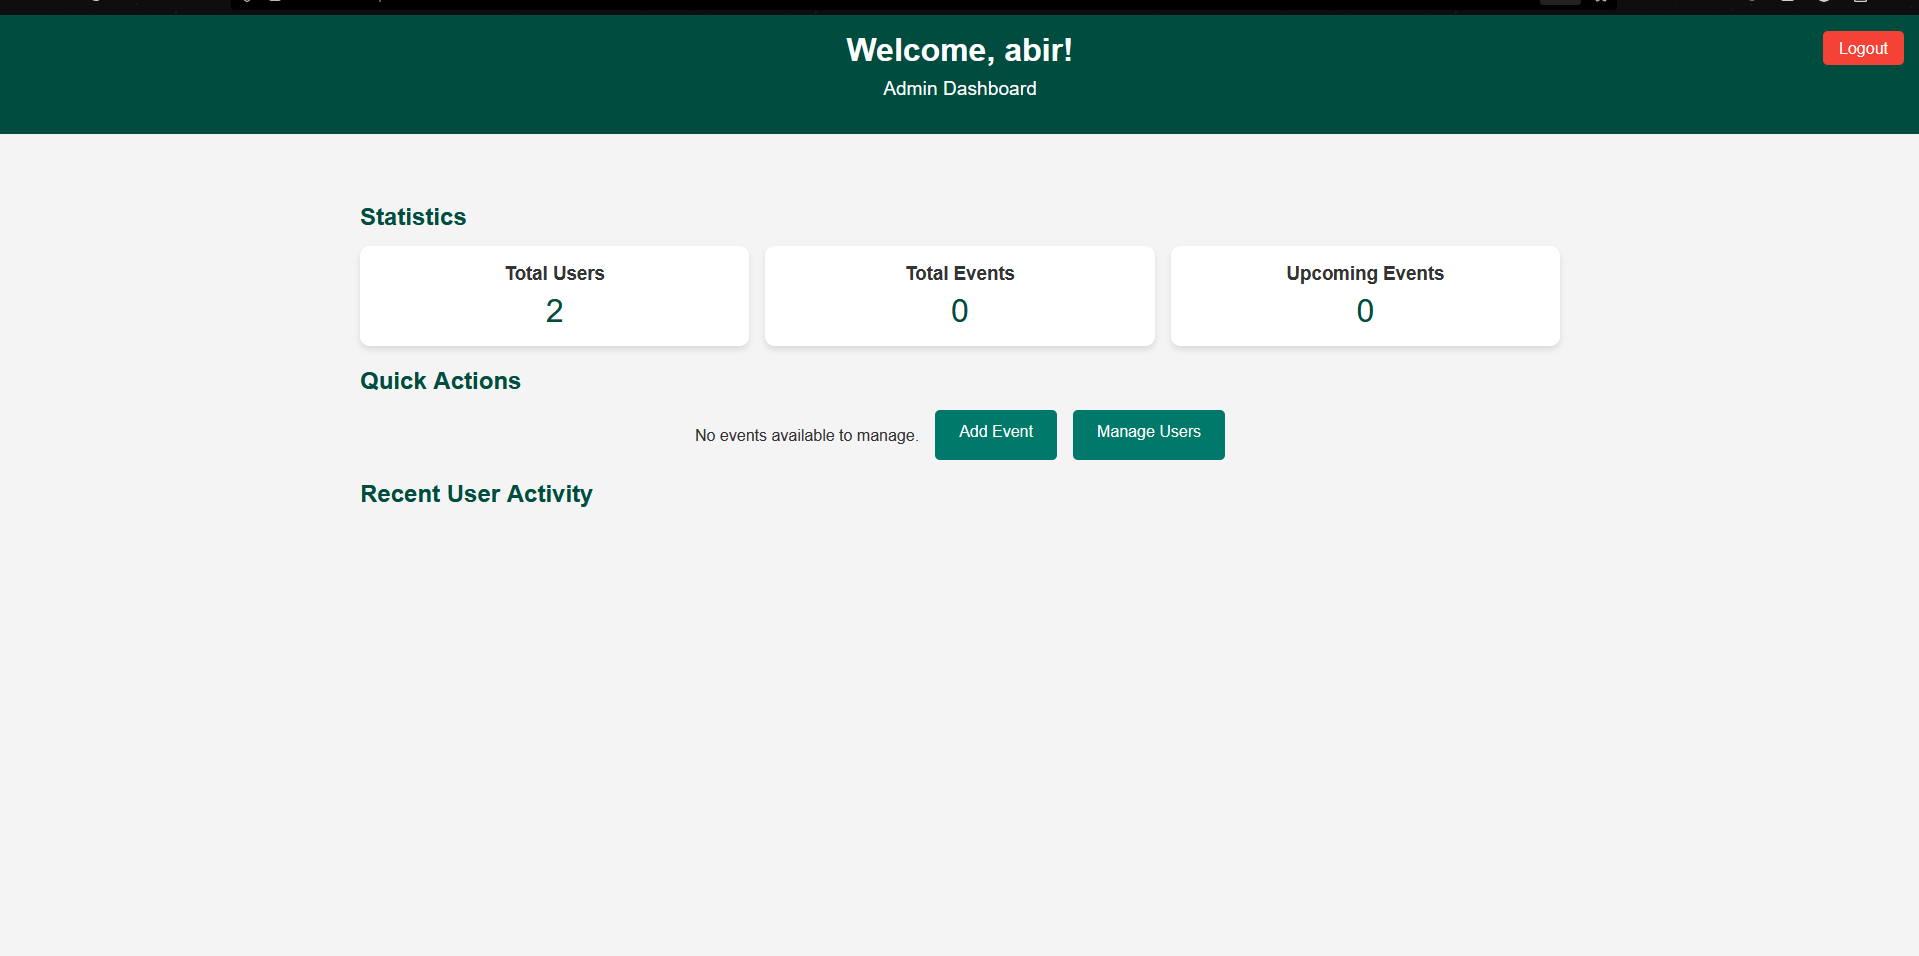 Welcome, abir!
Logout
Admin Dashboard
Statistics
Total Users
2
Total Events
0
Upcoming Events
0
Quick Actions
No events available to manage.
Add Event
Manage Users
Recent User Activity